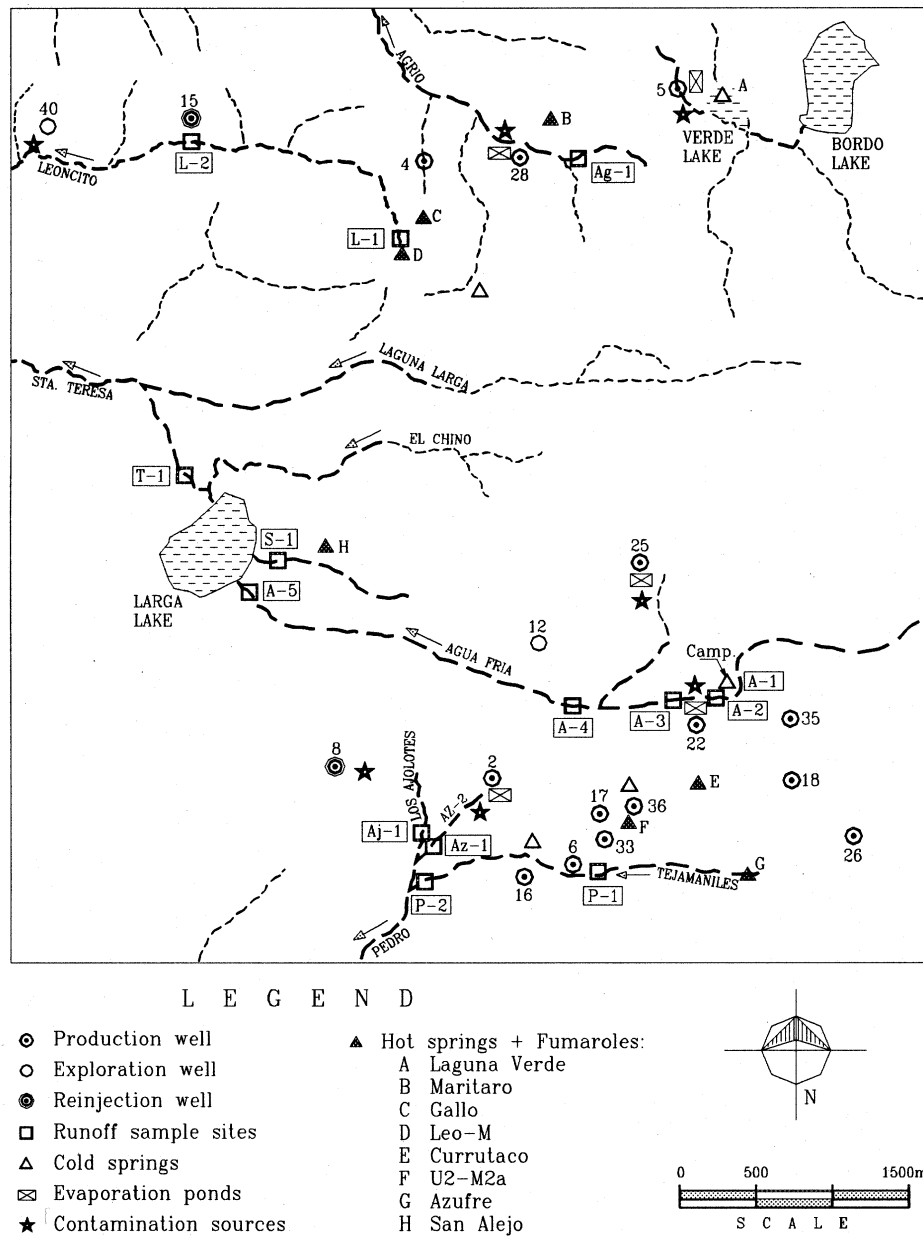 AGRIO
40
15
5
A
B
L-2
LEONCITO
4
28
Ag-1
VERDE
LAKE
BORDO
LAKE
C
L-1
D
LAGUNA LARGA
STA. TERESA
EL CHINO
T-1
S-1
H
25
A-5
LARGA
LAKE
12
AGUA FRIA
Camp.
A-1
A-4
A-3
A-2
22
35
8
LOS AJOLOTES
2
AZ-2
E
18
17
36
F
Aj-1
Az-1
6
33
26
G
P-2
16
P-1
TEJAMANILES
PEDRO
L E G E N D
Production well
Exploration well
Reinjection well
Runoff sample sites
Cold springs
Evaporation ponds
Contamination sources
Hot springs + Fumaroles:
A Laguna Verde
B Maritaro
C Gallo
D Leo-M
E Currutaco
F U2-M2a
G Azufre
H San Alejo
N
0 500 1500m
S C A L E